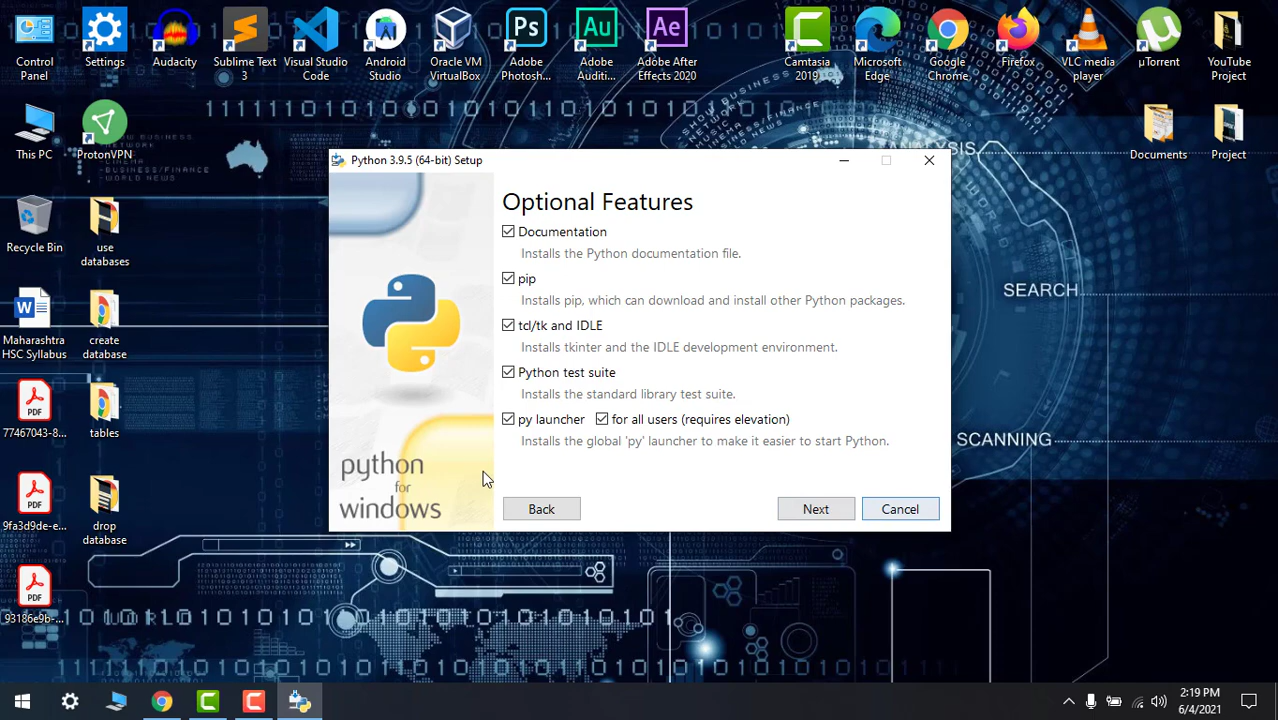 Control
Panel
Settings
Audacity
Sublime Text
3
Visual Studio
Code
Android
Studio
Oracle VM
VirtualBox
Ps
Adobe
Photosh...
Au
Adobe
Auditi...
Ae
Adobe After
Effects 2020
Camtasia
2019
Microsoft
Edge
Google
Chrome
Firefox
VLC media
player
µTorrent
YouTube
Project
This PC
ProtonVPN
Documents
Project
Recycle Bin
use
databases
Maharashtra
HSC Syllabus
create
database
PDF
77467043-8...
tables
PDF
9fa3d9de-e...
drop
database
PDF
93186e9b-...
Python 3.9.5 (64-bit) Setup
Optional Features
Documentation
Installs the Python documentation file.
pip
Installs pip, which can download and install other Python packages.
tcl/tk and IDLE
Installs tkinter and the IDLE development environment.
Python test suite
Installs the standard library test suite.
py launcher for all users (requires elevation)
Installs the global 'py' launcher to make it easier to start Python.
python
for
windows
Back
Next
Cancel
SEARCH
SCANNING
2:19 PM
6/4/2021